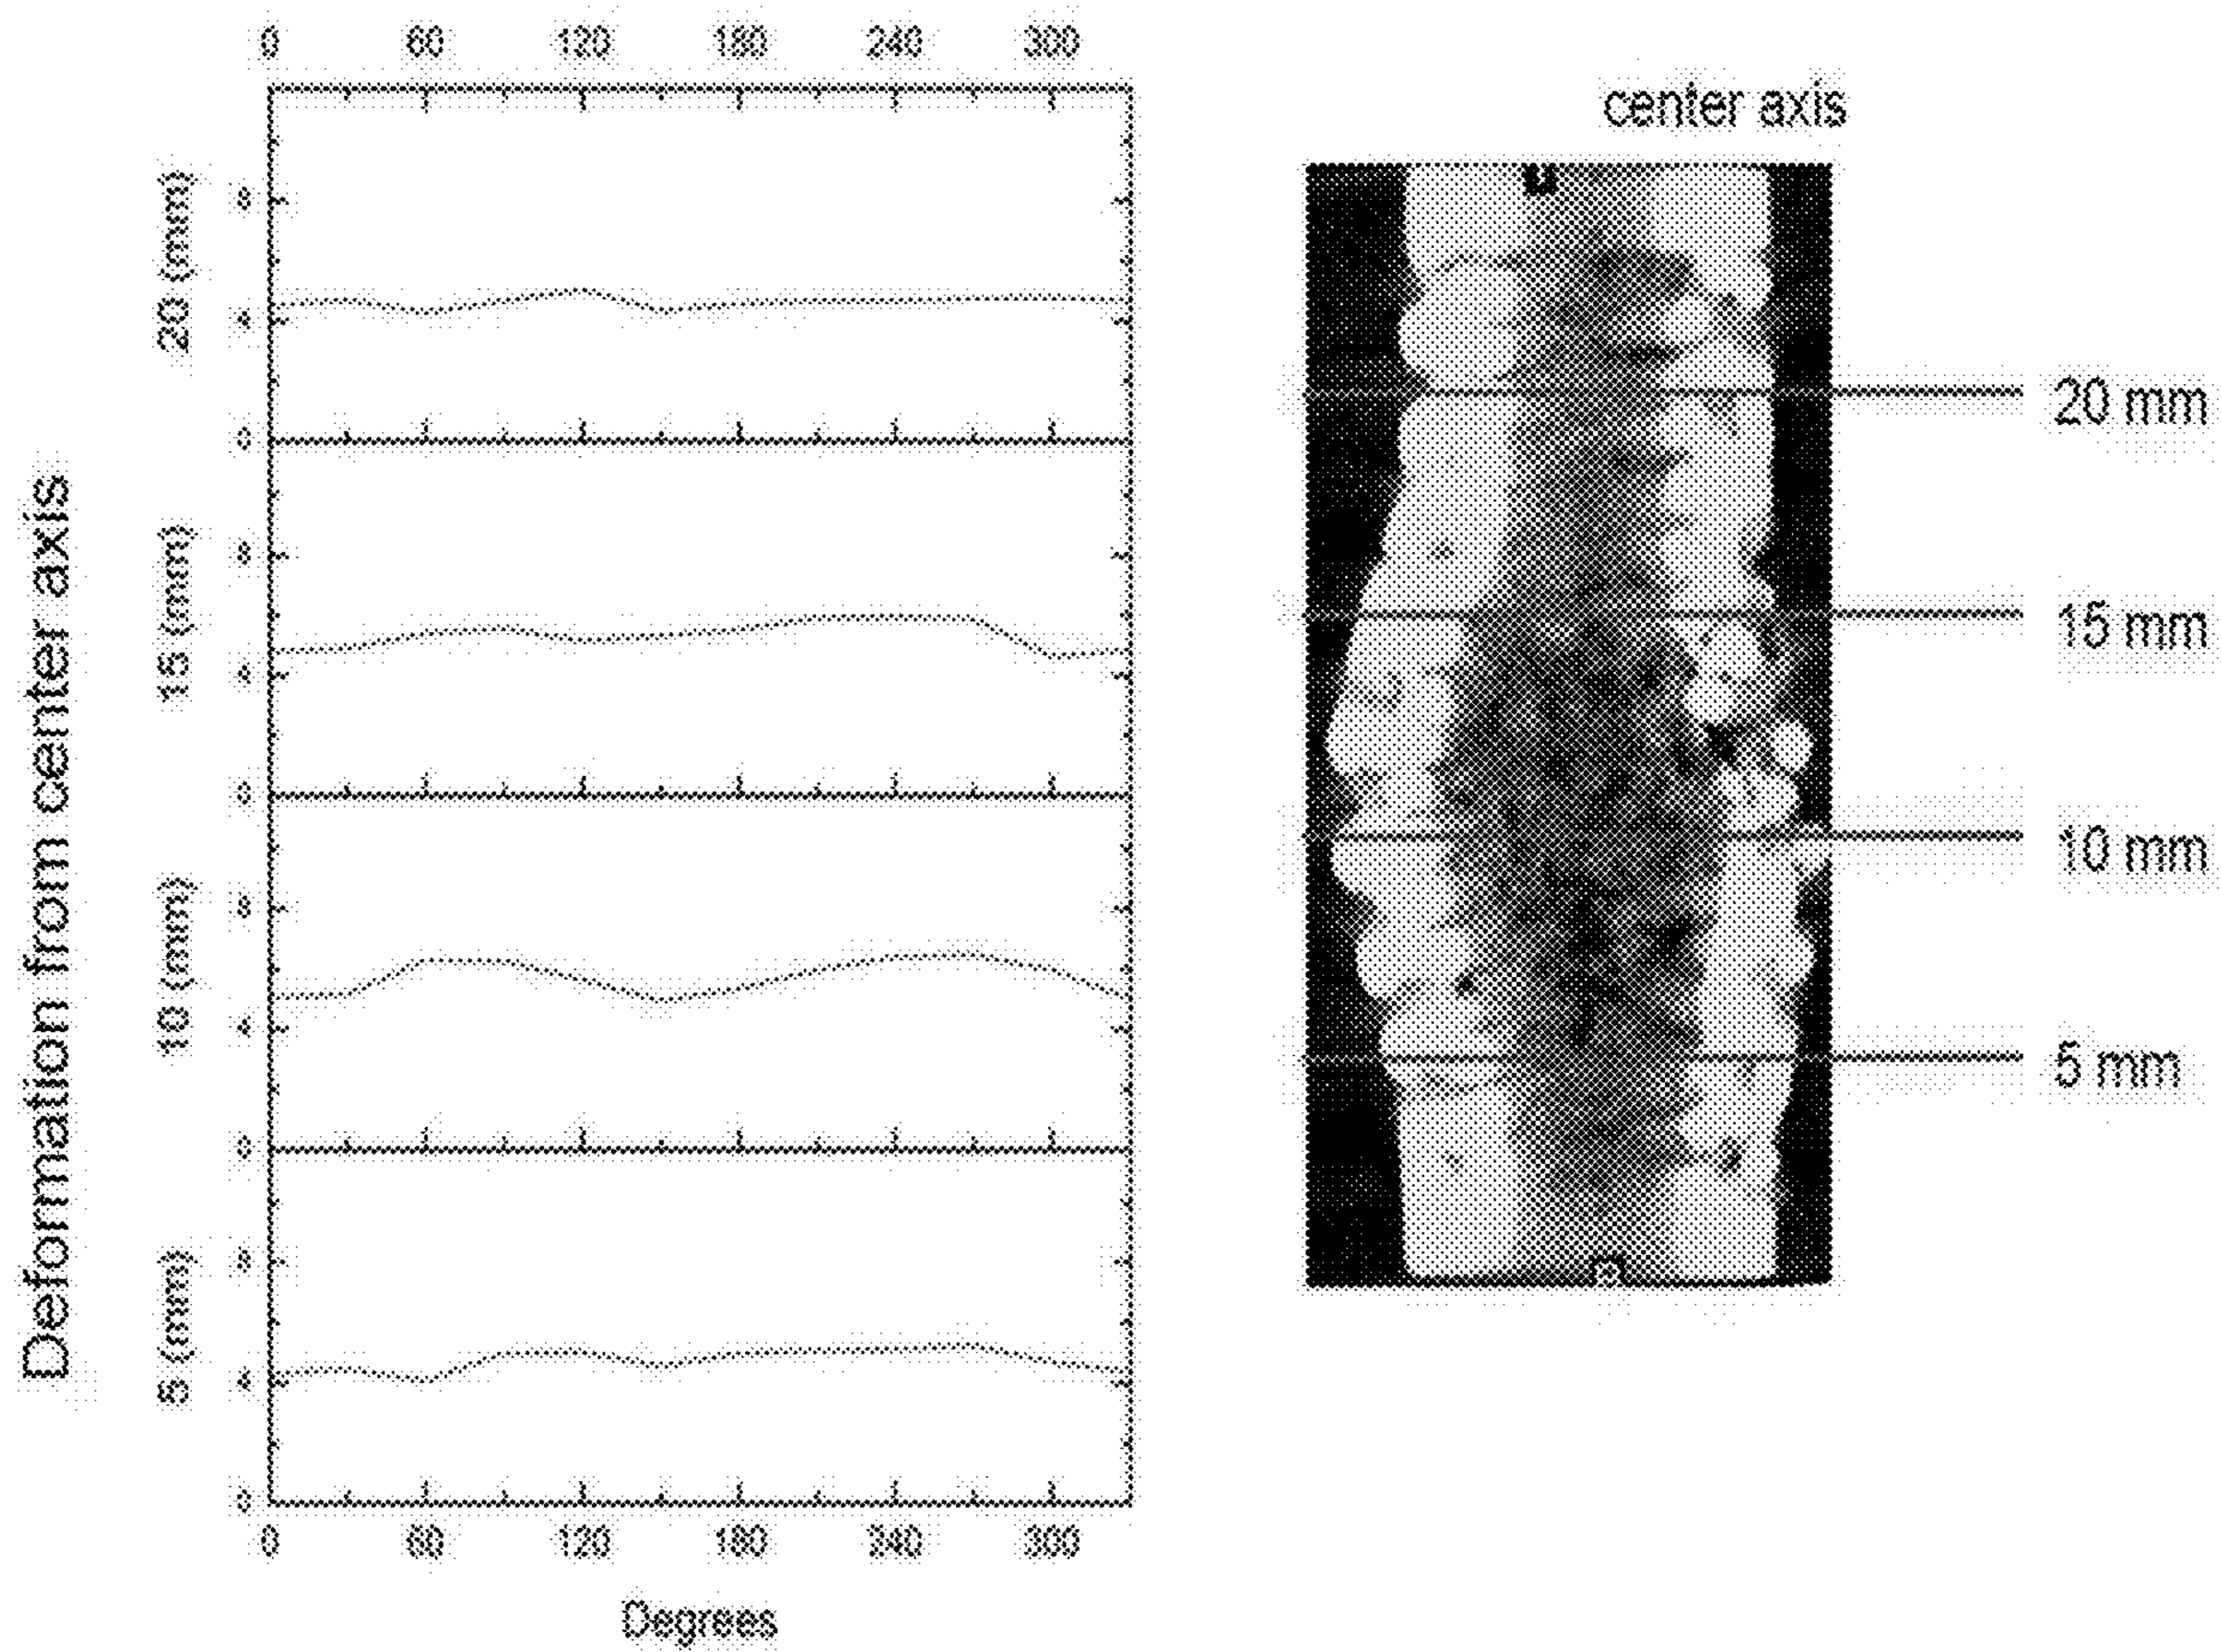 0 60 120 180 240 300
Deformation from center axis
20 (mm)
8
4
0
15 (mm)
8
4
0
10 (mm)
8
4
0
5 (mm)
8
4
0
0 60 120 180 240 300
Degrees
center axis
20 mm
15 mm
10 mm
5 mm